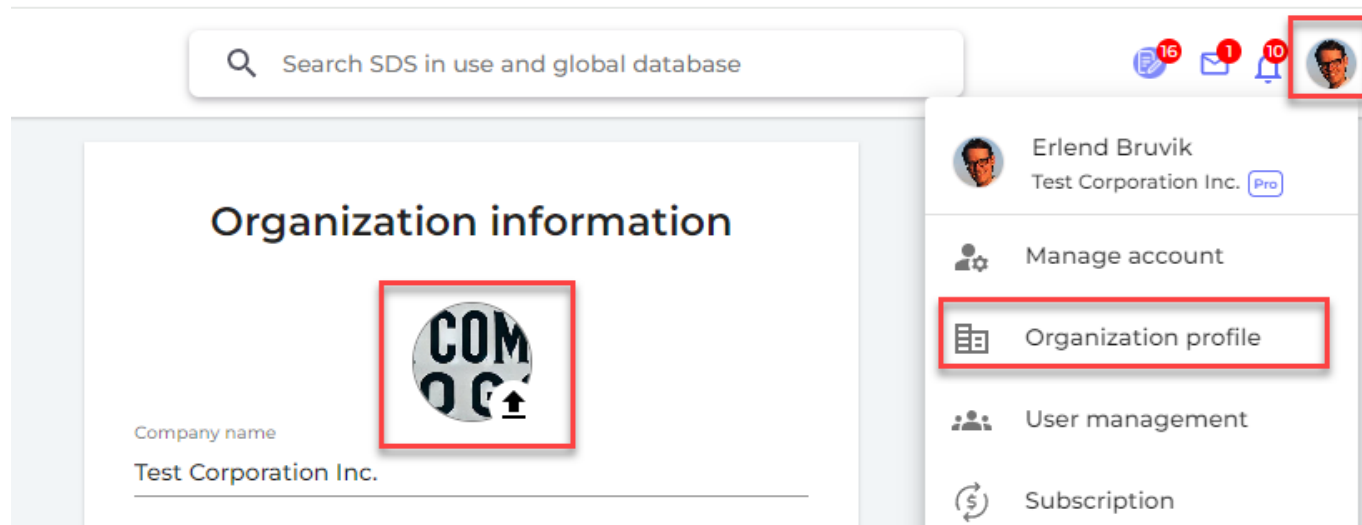 Search SDS in use and global database
16
1
10
Erlend Bruvik
Test Corporation Inc. Pro
Organization information
Manage account
COM
Organization profile
Company name
User management
Test Corporation Inc.
Subscription